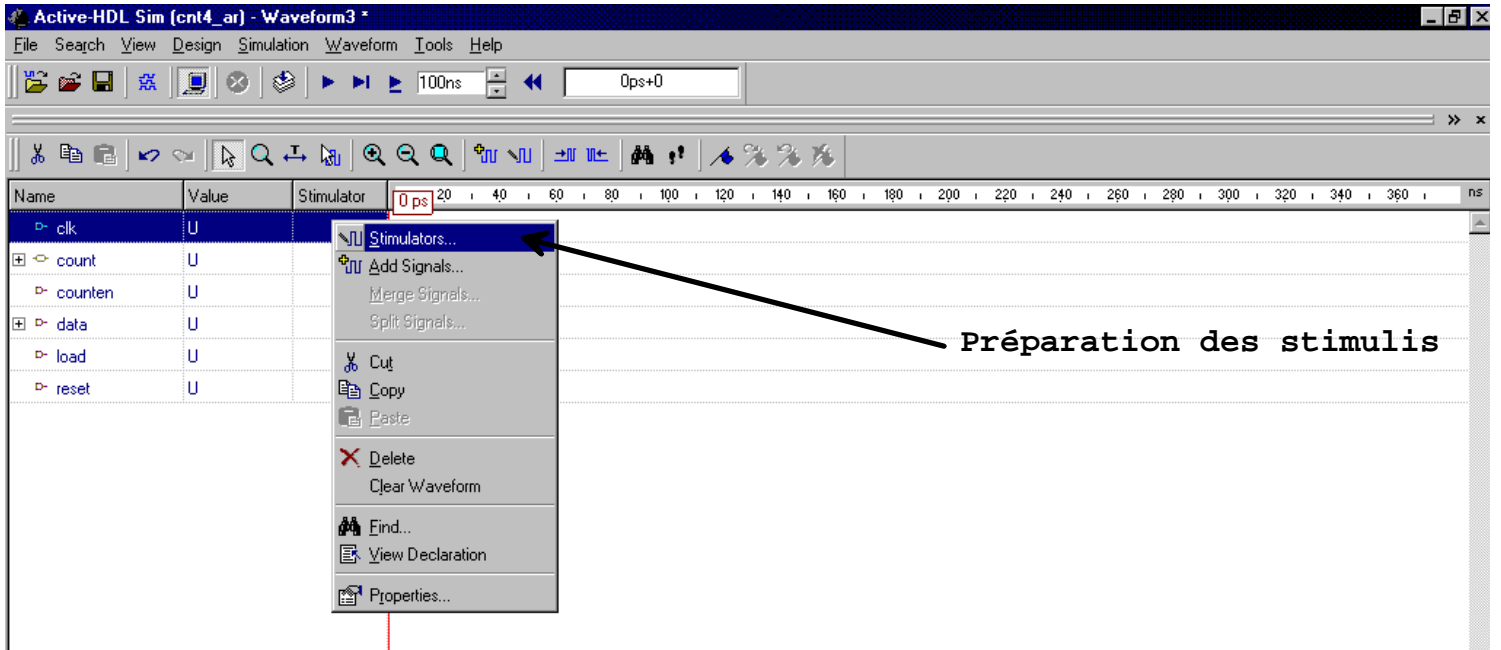 Active-HDL Sim (cnt4_ar) - Waveform3 *
File Search View Design Simulation Waveform Tools Help
100ns 0ps+0
Name Value Stimulator 0 ps 20 40 60 80 100 120 140 160 180 200 220 240 260 280 300 320 340 360 ns
clk U
count U
counten U
data U
load U
reset U
Stimulators...
Add Signals...
Merge Signals...
Split Signals...
Cut
Copy
Paste
Delete
Clear Waveform
Find...
View Declaration
Properties...
Préparation des stimulis